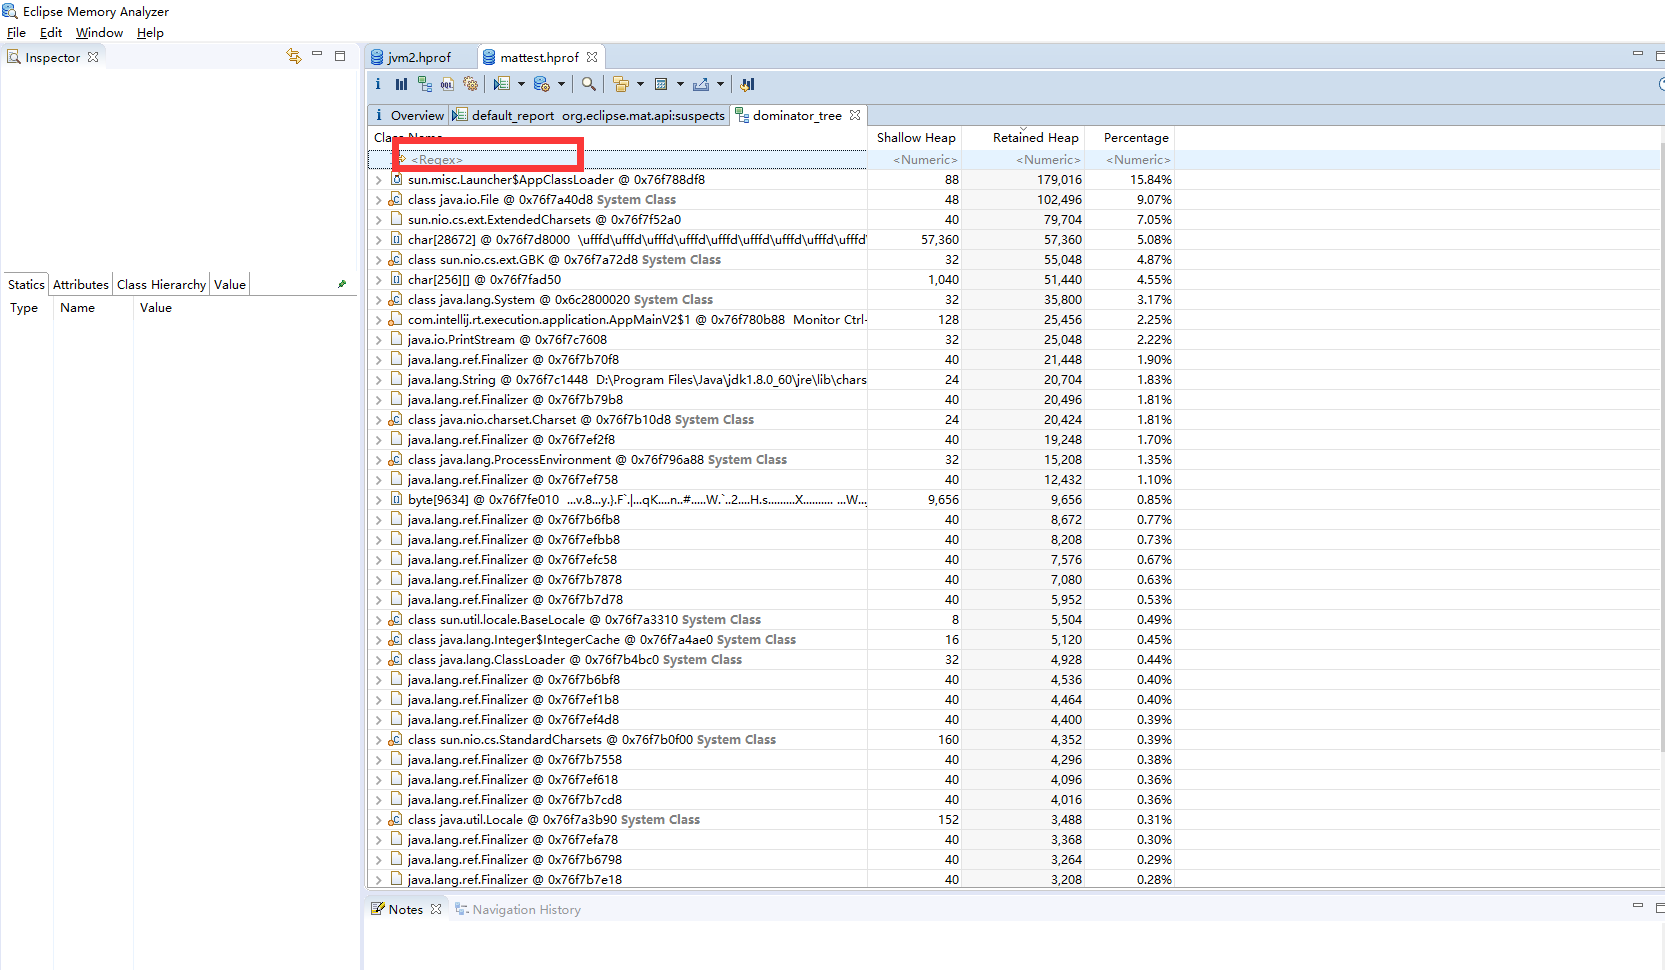 Eclipse Memory Analyzer
File Edit Window Help
Inspector
jvm2.hprof mattest.hprof
Overview default_report org.eclipse.mat.api:suspects dominator_tree
Class Name Shallow Heap Retained Heap Percentage
<Regex> <Numeric> <Numeric> <Numeric>
sun.misc.Launcher$AppClassLoader @ 0x76f788df8 88 179,016 15.84%
class java.io.File @ 0x76f7a40d8 System Class 48 102,496 9.07%
sun.nio.cs.ext.ExtendedCharsets @ 0x76f7f52a0 40 79,704 7.05%
char[28672] @ 0x76f7d8000 \ufffd\ufffd\ufffd\ufffd\ufffd\ufffd\ufffd\ufffd\ufffd 57,360 57,360 5.08%
class sun.nio.cs.ext.GBK @ 0x76f7a72d8 System Class 32 55,048 4.87%
char[256][] @ 0x76f7fad50 1,040 51,440 4.55%
class java.lang.System @ 0x6c2800020 System Class 32 35,800 3.17%
com.intellij.rt.execution.application.AppMainV2$1 @ 0x76f780b88 Monitor Ctrl- 128 25,456 2.25%
java.io.PrintStream @ 0x76f7c7608 32 25,048 2.22%
java.lang.ref.Finalizer @ 0x76f7b70f8 40 21,448 1.90%
java.lang.String @ 0x76f7c1448 D:\Program Files\Java\jdk1.8.0_60\jre\lib\chars 24 20,704 1.83%
java.lang.ref.Finalizer @ 0x76f7b79b8 40 20,496 1.81%
class java.nio.charset.Charset @ 0x76f7b10d8 System Class 24 20,424 1.81%
java.lang.ref.Finalizer @ 0x76f7ef2f8 40 19,248 1.70%
class java.lang.ProcessEnvironment @ 0x76f796a88 System Class 32 15,208 1.35%
java.lang.ref.Finalizer @ 0x76f7ef758 40 12,432 1.10%
byte[9634] @ 0x76f7fe010 ...v.8...y.}.F`.|...qK....n..#.....W.`..2....H.s.........X.......... ...W... 9,656 9,656 0.85%
java.lang.ref.Finalizer @ 0x76f7b6fb8 40 8,672 0.77%
java.lang.ref.Finalizer @ 0x76f7efbb8 40 8,208 0.73%
java.lang.ref.Finalizer @ 0x76f7efc58 40 7,576 0.67%
java.lang.ref.Finalizer @ 0x76f7b7878 40 7,080 0.63%
java.lang.ref.Finalizer @ 0x76f7b7d78 40 5,952 0.53%
class sun.util.locale.BaseLocale @ 0x76f7a3310 System Class 8 5,504 0.49%
class java.lang.Integer$IntegerCache @ 0x76f7a4ae0 System Class 16 5,120 0.45%
class java.lang.ClassLoader @ 0x76f7b4bc0 System Class 32 4,928 0.44%
java.lang.ref.Finalizer @ 0x76f7b6bf8 40 4,536 0.40%
java.lang.ref.Finalizer @ 0x76f7ef1b8 40 4,464 0.40%
java.lang.ref.Finalizer @ 0x76f7ef4d8 40 4,400 0.39%
class sun.nio.cs.StandardCharsets @ 0x76f7b0f00 System Class 160 4,352 0.39%
java.lang.ref.Finalizer @ 0x76f7b7558 40 4,296 0.38%
java.lang.ref.Finalizer @ 0x76f7ef618 40 4,096 0.36%
java.lang.ref.Finalizer @ 0x76f7b7cd8 40 4,016 0.36%
class java.util.Locale @ 0x76f7a3b90 System Class 152 3,488 0.31%
java.lang.ref.Finalizer @ 0x76f7efa78 40 3,368 0.30%
java.lang.ref.Finalizer @ 0x76f7b6798 40 3,264 0.29%
java.lang.ref.Finalizer @ 0x76f7b7e18 40 3,208 0.28%
Statics Attributes Class Hierarchy Value
Type Name Value
Notes Navigation History